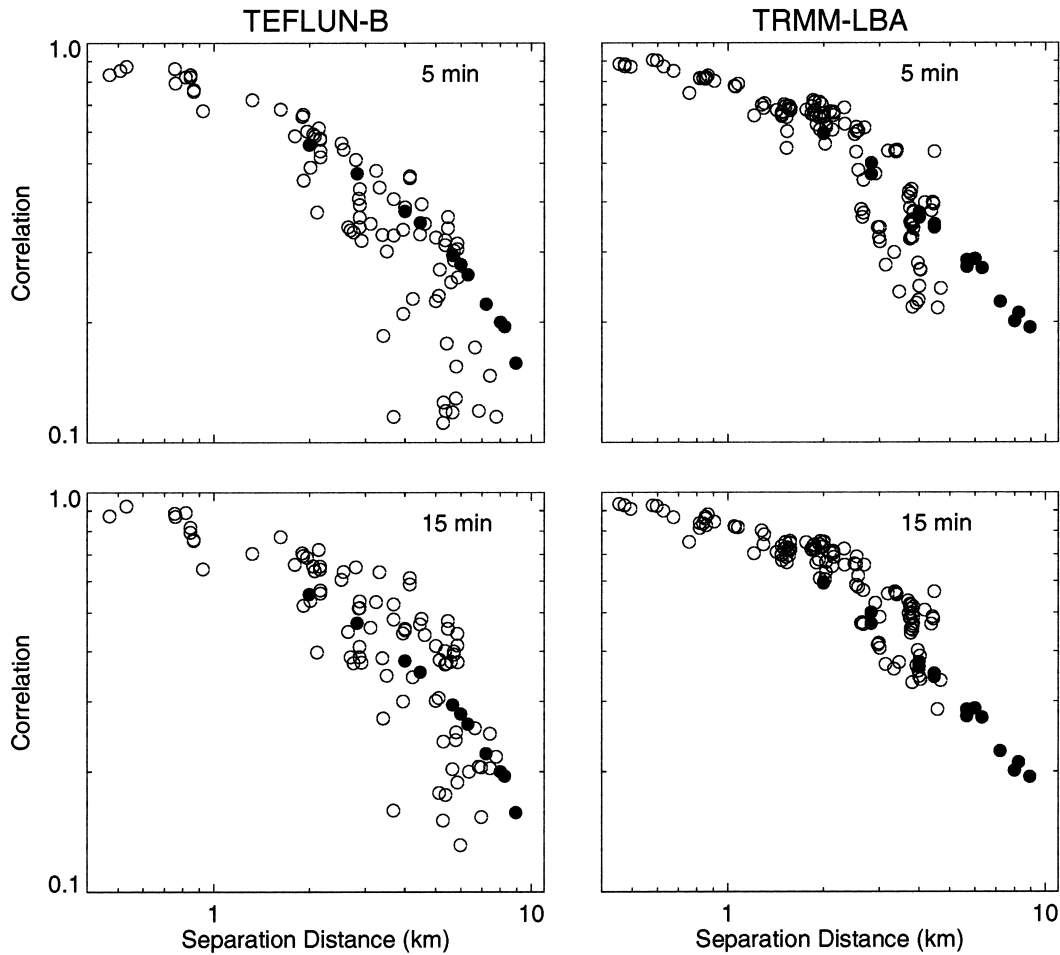 TEFLUN-B
TRMM-LBA
1.0
5 min
5 min
Correlation
0.1
1.0
15 min
15 min
Correlation
0.1
1
10
1
10
Separation Distance (km)
Separation Distance (km)